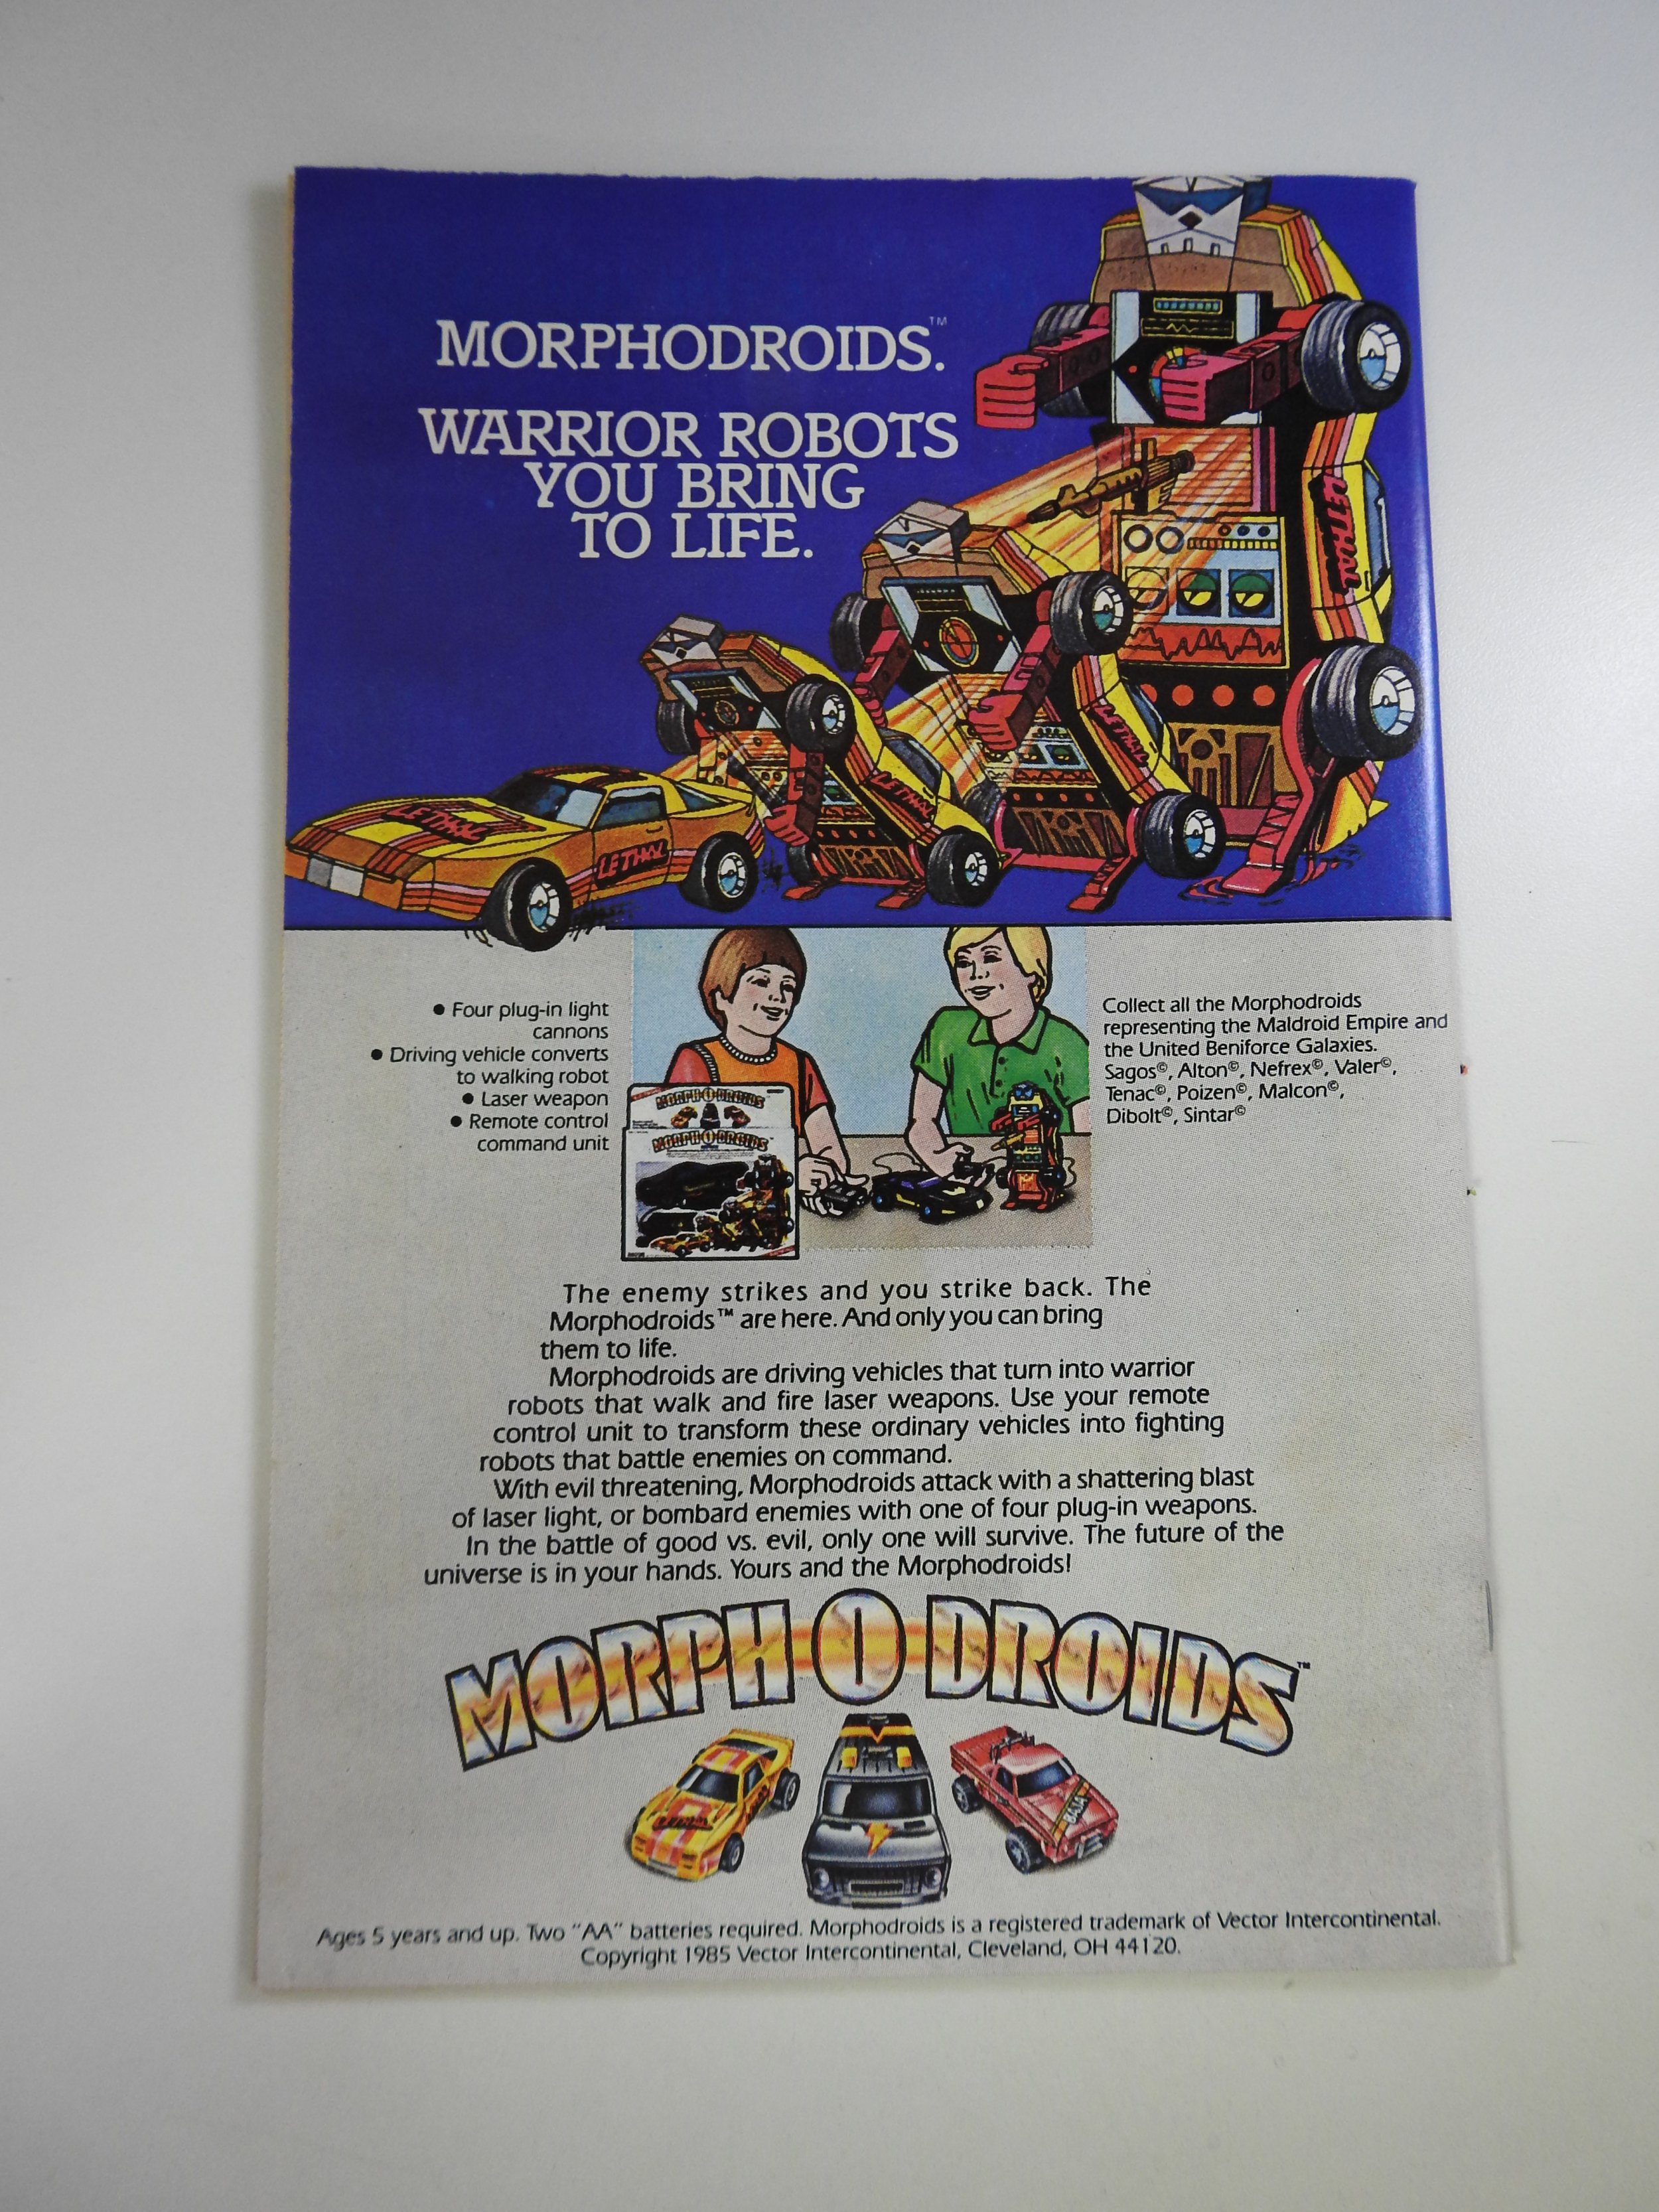 MORPHODROIDS.™
WARRIOR ROBOTS
YOU BRING
TO LIFE.
LETHAL
LETHAL
LETHAL
LETHAL
LETHAL
● Four plug-in light
cannons
● Driving vehicle converts
to walking robot
● Laser weapon
● Remote control
command unit
MORPH-O-DROIDS
MORPH-O-DROIDS
Collect all the Morphodroids
representing the Maldroid Empire and
the United Beniforce Galaxies.
Sagos©, Alton©, Nefrex©, Valer©,
Tenac©, Poizen©, Malcon©,
Dibolt©, Sintar©
The enemy strikes and you strike back. The
Morphodroids™ are here. And only you can bring
them to life.
Morphodroids are driving vehicles that turn into warrior
robots that walk and fire laser weapons. Use your remote
control unit to transform these ordinary vehicles into fighting
robots that battle enemies on command.
With evil threatening, Morphodroids attack with a shattering blast
of laser light, or bombard enemies with one of four plug-in weapons.
In the battle of good vs. evil, only one will survive. The future of the
universe is in your hands. Yours and the Morphodroids!
MORPH-O-DROIDS™
BAJA
Ages 5 years and up. Two "AA" batteries required. Morphodroids is a registered trademark of Vector Intercontinental.
Copyright 1985 Vector Intercontinental, Cleveland, OH 44120.